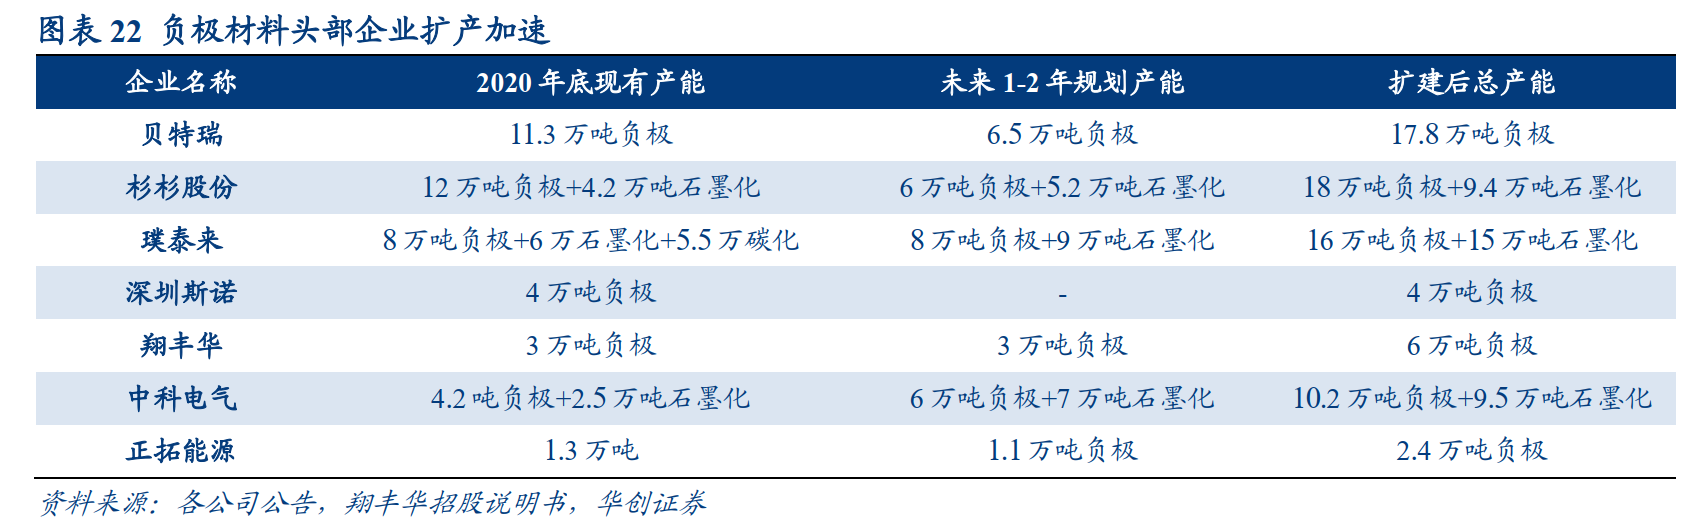 图表 22 负极材料头部企业扩产加速
企业名称 2020 年底现有产能 未来 1-2 年规划产能 扩建后总产能
贝特瑞 11.3 万吨负极 6.5 万吨负极 17.8 万吨负极
杉杉股份 12 万吨负极+4.2 万吨石墨化 6 万吨负极+5.2 万吨石墨化 18 万吨负极+9.4 万吨石墨化
璞泰来 8 万吨负极+6 万石墨化+5.5 万碳化 8 万吨负极+9 万吨石墨化 16 万吨负极+15 万吨石墨化
深圳斯诺 4 万吨负极 - 4 万吨负极
翔丰华 3 万吨负极 3 万吨负极 6 万吨负极
中科电气 4.2 吨负极+2.5 万吨石墨化 6 万吨负极+7 万吨石墨化 10.2 万吨负极+9.5 万吨石墨化
正拓能源 1.3 万吨 1.1 万吨负极 2.4 万吨负极
资料来源：各公司公告，翔丰华招股说明书，华创证券